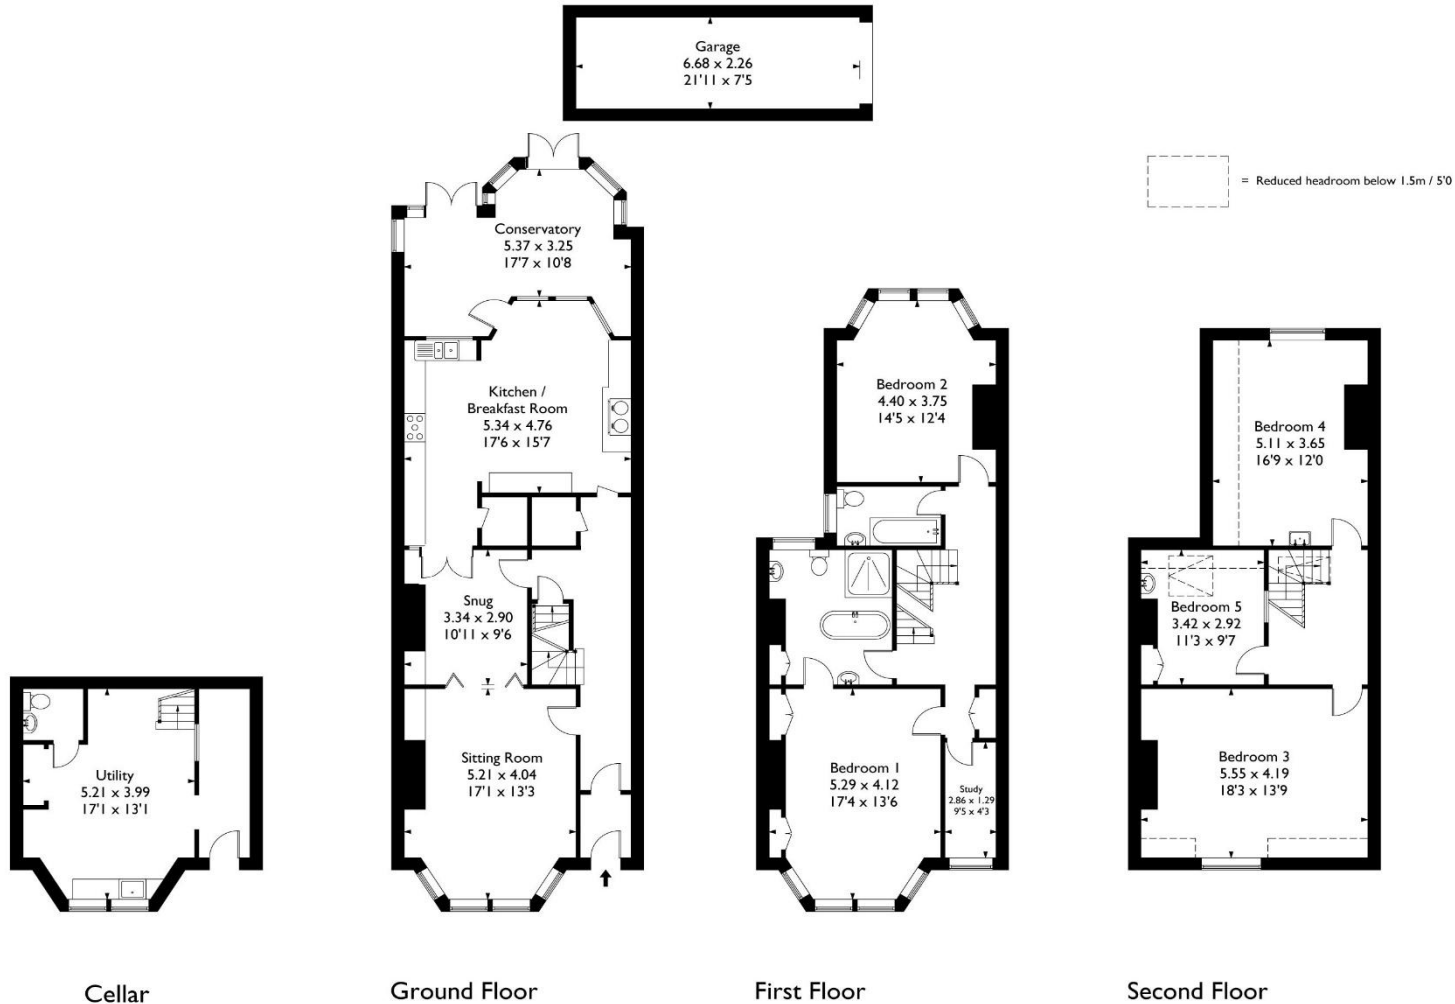 Garage
6.68 x 2.26
21'11 x 7'5
= Reduced headroom below 1.5m / 5'0
Conservatory
5.37 x 3.25
17'7 x 10'8
Kitchen /
Breakfast Room
5.34 x 4.76
17'6 x 15'7
Snug
3.34 x 2.90
10'11 x 9'6
Sitting Room
5.21 x 4.04
17'1 x 13'3
Utility
5.21 x 3.99
17'1 x 13'1
Bedroom 2
4.40 x 3.75
14'5 x 12'4
Bedroom 1
5.29 x 4.12
17'4 x 13'6
Study
2.86 x 1.29
9'5 x 4'3
Bedroom 4
5.11 x 3.65
16'9 x 12'0
Bedroom 5
3.42 x 2.92
11'3 x 9'7
Bedroom 3
5.55 x 4.19
18'3 x 13'9
Cellar
Ground Floor
First Floor
Second Floor